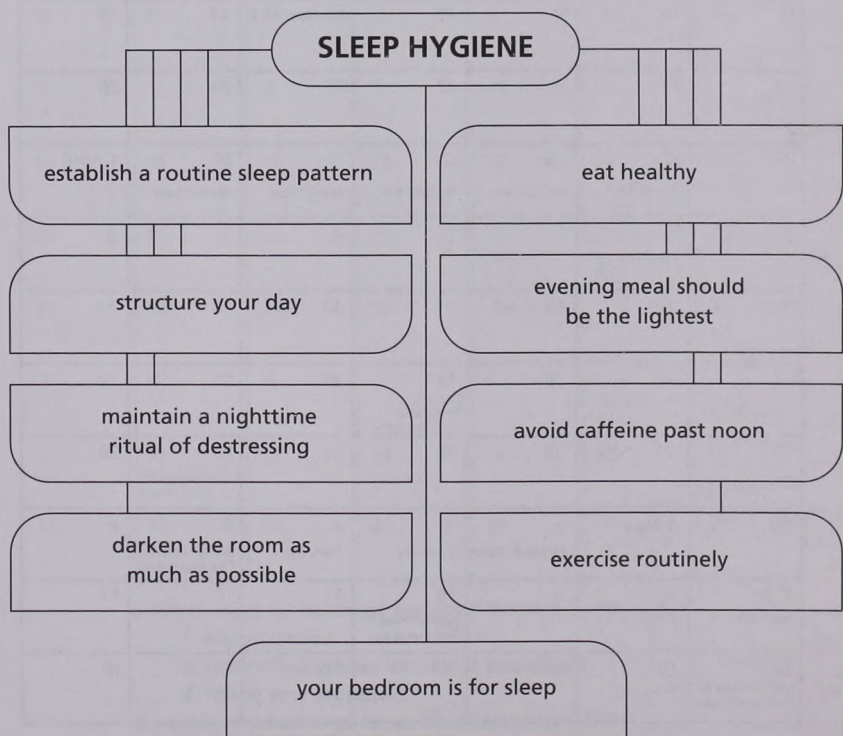 SLEEP HYGIENE
establish a routine sleep pattern
eat healthy
structure your day
evening meal should
be the lightest
maintain a nighttime
ritual of destressing
avoid caffeine past noon
darken the room as
much as possible
exercise routinely
your bedroom is for sleep